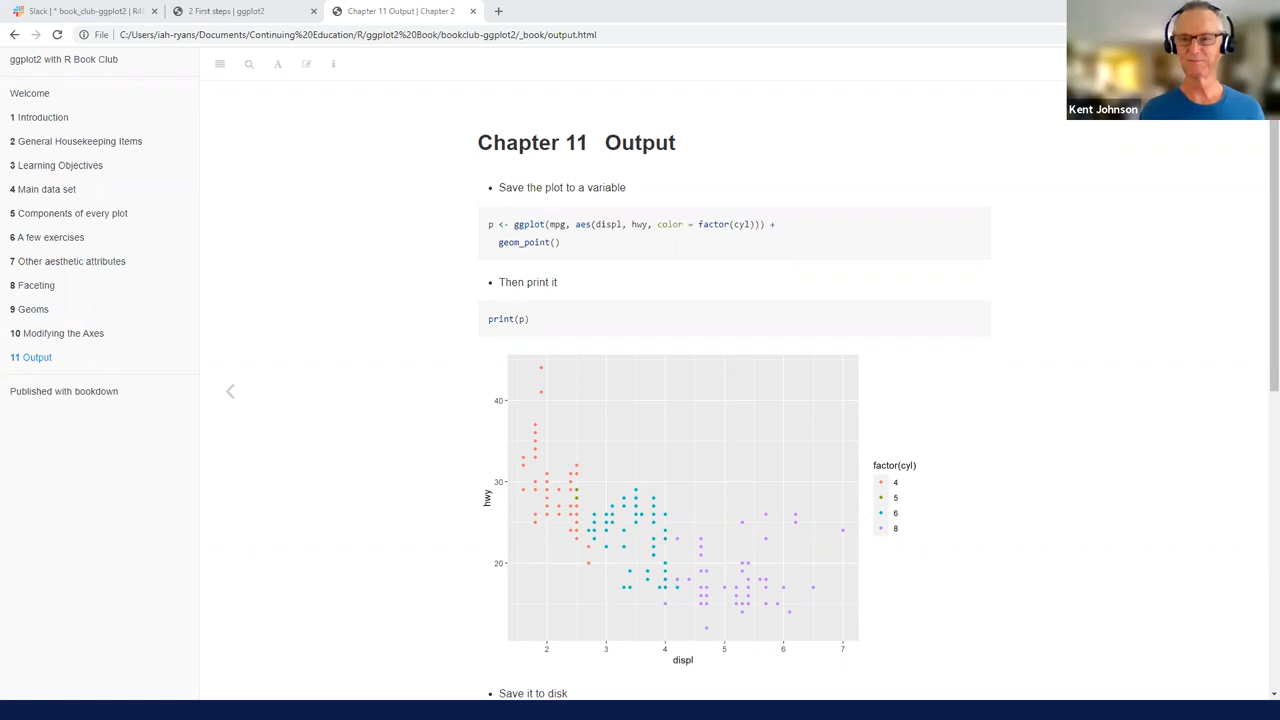 Slack | * book_club-ggplot2 | R4
2 First steps | ggplot2
Chapter 11 Output | Chapter 2
File
C:/Users/iah-ryans/Documents/Continuing%20Education/R/ggplot2%20Book/bookclub-ggplot2/_book/output.html
Kent Johnson
ggplot2 with R Book Club
Welcome
1 Introduction
2 General Housekeeping Items
3 Learning Objectives
4 Main data set
5 Components of every plot
6 A few exercises
7 Other aesthetic attributes
8 Faceting
9 Geoms
10 Modifying the Axes
11 Output
Published with bookdown
Chapter 11 Output
• Save the plot to a variable
p <- ggplot(mpg, aes(displ, hwy, color = factor(cyl))) +
geom_point()
• Then print it
print(p)
40
30
20
hwy
2 3 4 5 6 7
displ
factor(cyl)
4
5
6
8
• Save it to disk